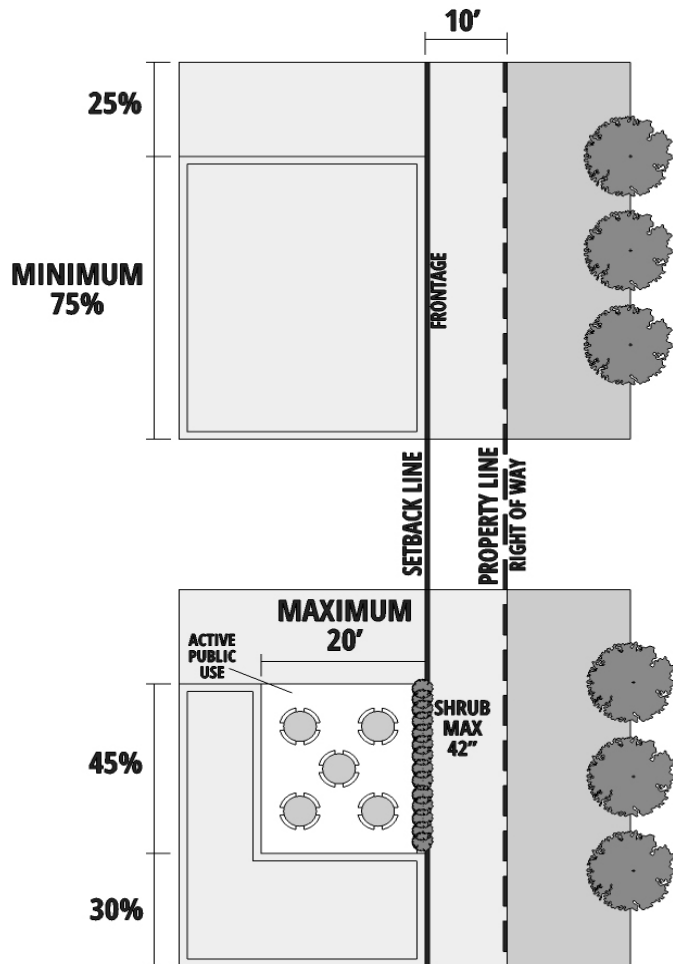 10’
25%
MINIMUM
75%
FRONTAGE
SETBACK LINE
PROPERTY LINE
RIGHT OF WAY
MAXIMUM
20’
ACTIVE
PUBLIC
USE
SHRUB
MAX
42”
45%
30%